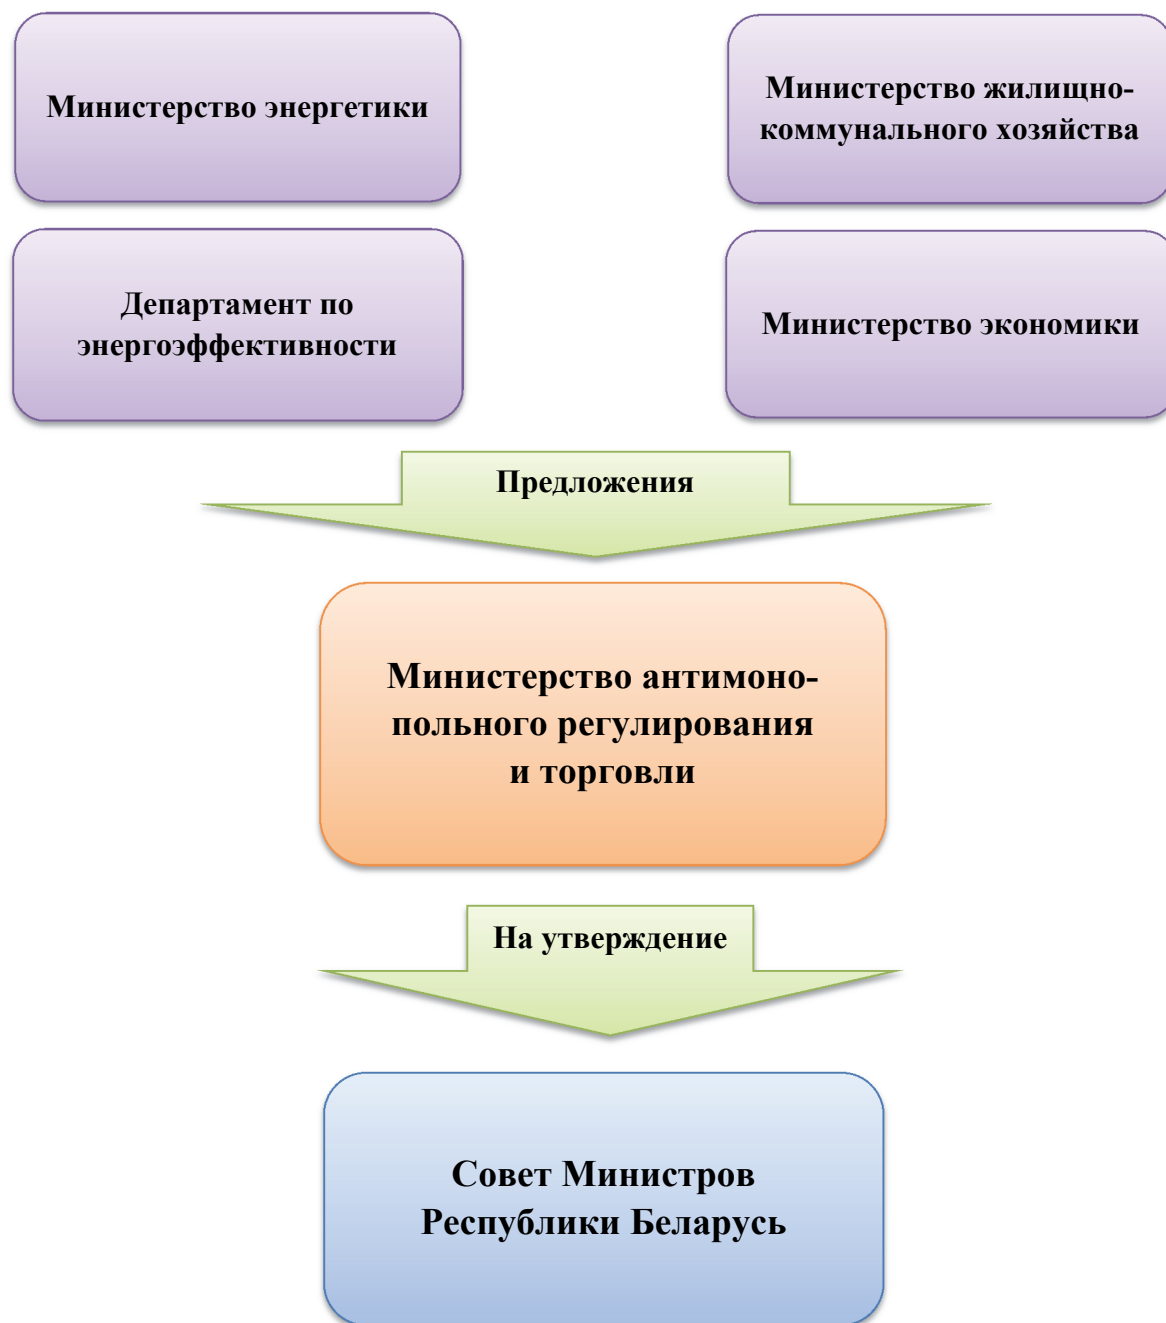 Министерство энергетики
Министерство жилищно-
коммунального хозяйства
Департамент по
энергоэффективности
Министерство экономики
Предложения
Министерство антимоно-
польного регулирования
и торговли
На утверждение
Совет Министров
Республики Беларусь